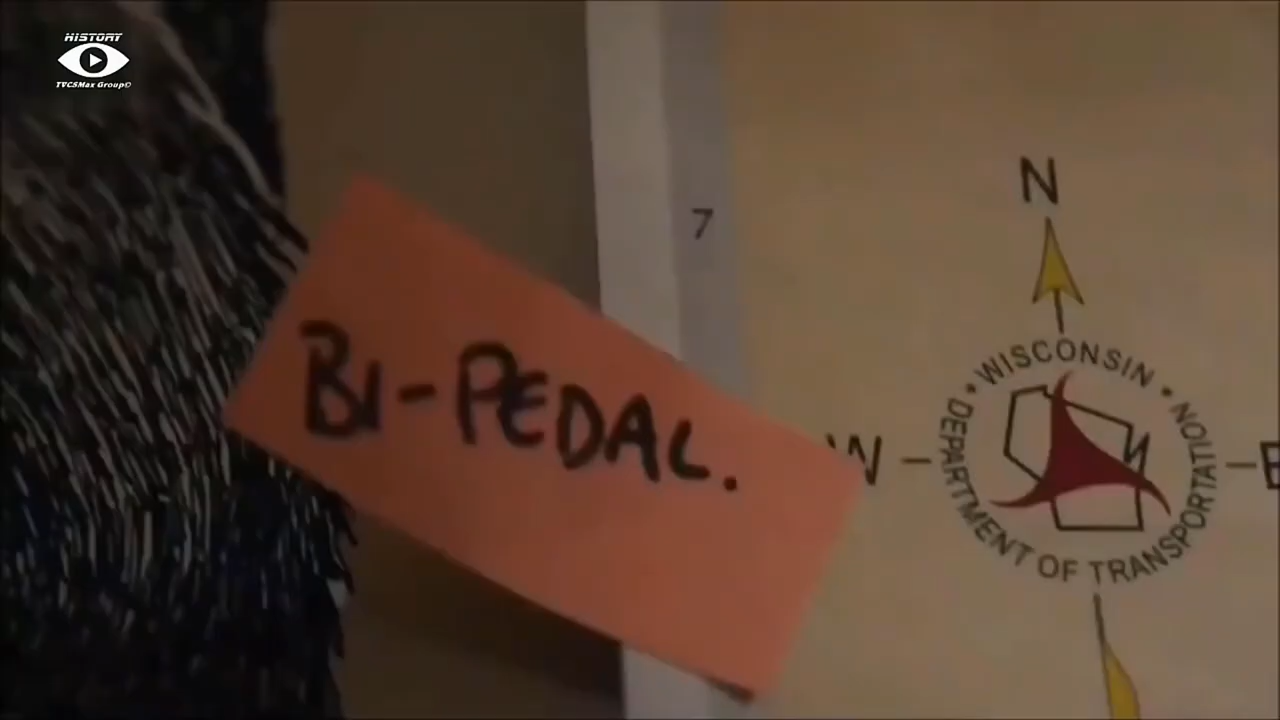 HISTORY
TVCSMax Group©
N
7
WISCONSIN
BI-PEDAL.
W
E
DEPARTMENT OF TRANSPORTATION